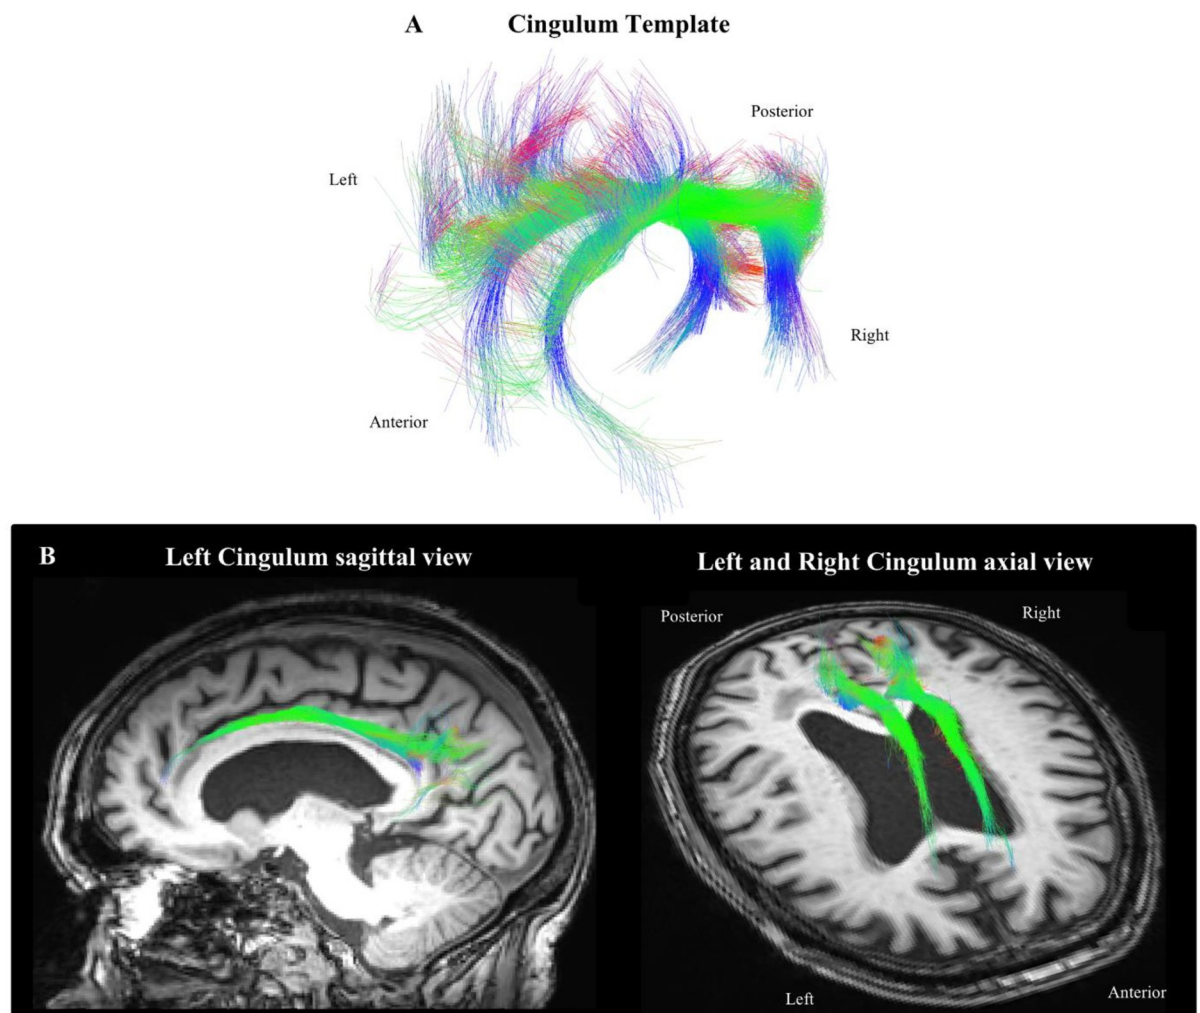 A Cingulum Template
Posterior
Left
Right
Anterior
B Left Cingulum sagittal view Left and Right Cingulum axial view
Posterior Right
Left Anterior